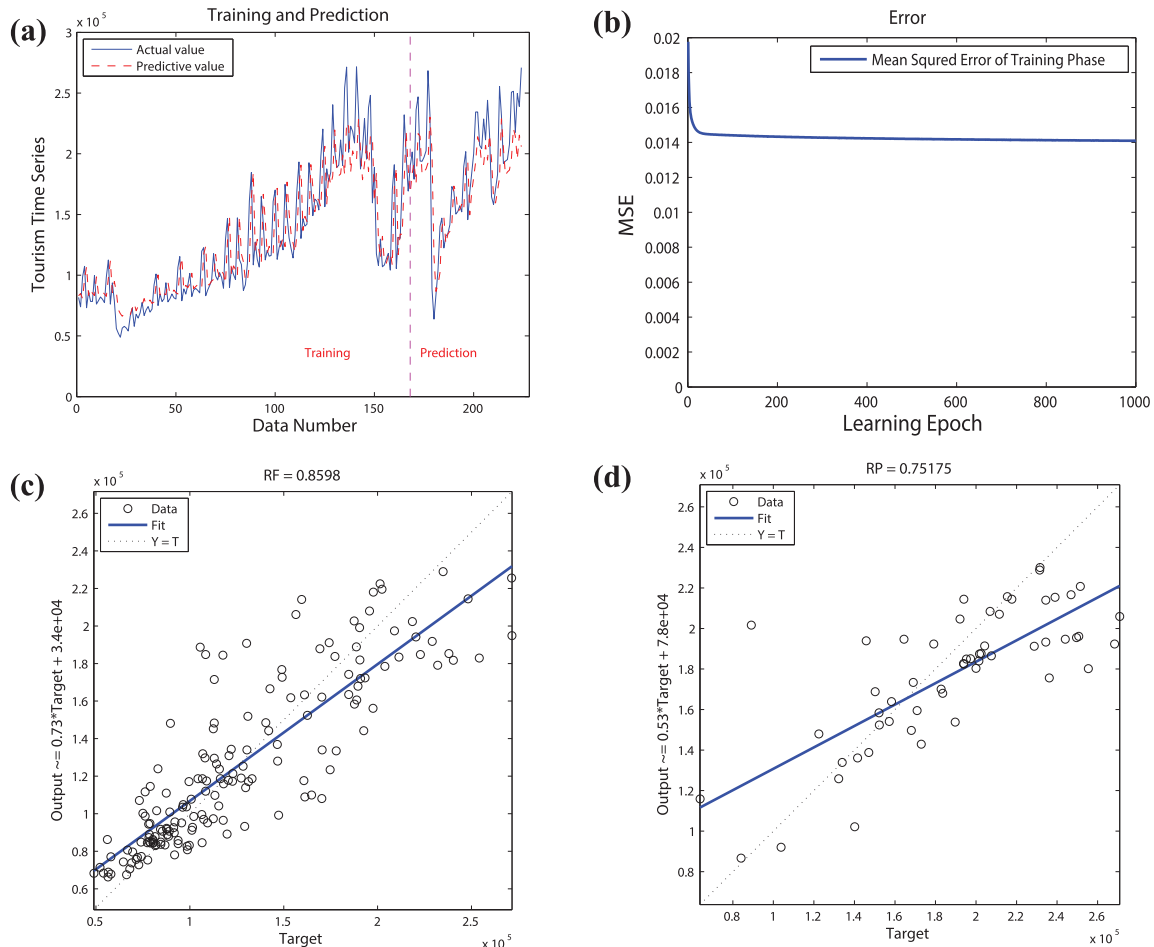 (a)
Training and Prediction
x 10 5
3
2.5
2
1.5
1
0.5
0
Tourism Time Series
Actual value
Predictive value
Training
Prediction
0
50
100
150
200
Data Number
(b)
Error
0.02
0.018
0.016
0.014
0.012
0.01
0.008
0.006
0.004
0.002
0
MSE
Mean Squred Error of Training Phase
0
200
400
600
800
1000
Learning Epoch
(c)
RF = 0.8598
x 10 5
2.6
2.4
2.2
2
1.8
1.6
1.4
1.2
1
0.8
0.6
Output ~= 0.73*Target + 3.4e+04
Data
Fit
Y = T
0.5
1
1.5
2
2.5
Target
x 10 5
(d)
RP = 0.75175
x 10 5
2.6
2.4
2.2
2
1.8
1.6
1.4
1.2
1
0.8
Output ~= 0.53*Target + 7.8e+04
Data
Fit
Y = T
0.8
1
1.2
1.4
1.6
1.8
2
2.2
2.4
2.6
Target
x 10 5